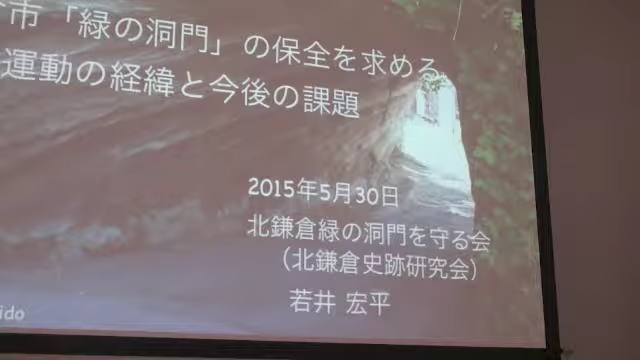 市「緑の洞門」の保全を求める
運動の経緯と今後の課題
2015年5月30日
北鎌倉緑の洞門を守る会
（北鎌倉史跡研究会）
若井 宏平
ido